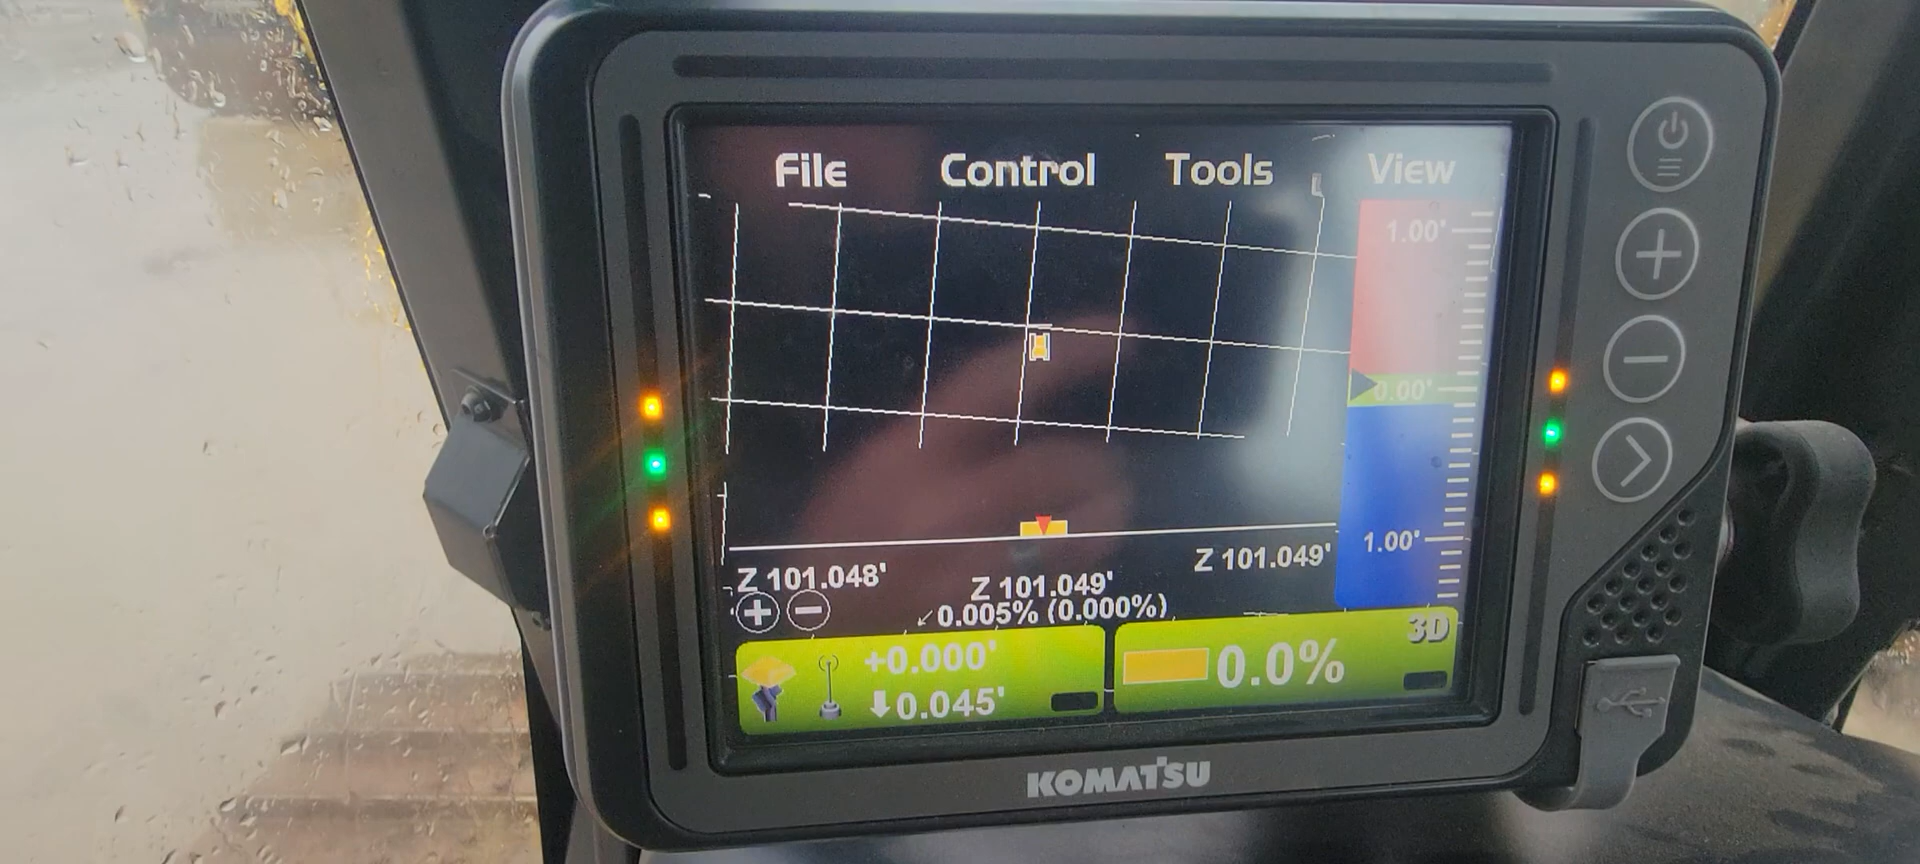 File Control Tools View
1.00'
0.00'
1.00'
Z 101.048' Z 101.049' Z 101.049'
0.005% (0.000%)
+0.000'
0.045'
0.0%
3D
KOMATSU